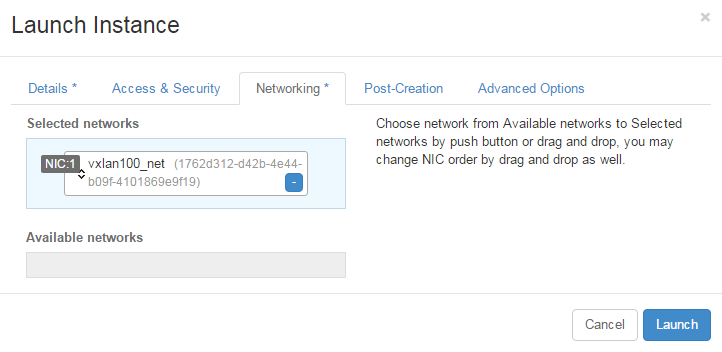 Launch Instance
×
Details * Access & Security Networking * Post-Creation Advanced Options
Selected networks
NIC:1 vxlan100_net (1762d312-d42b-4e44-
b09f-4101869e9f19) -
Choose network from Available networks to Selected
networks by push button or drag and drop, you may
change NIC order by drag and drop as well.
Available networks
Cancel Launch